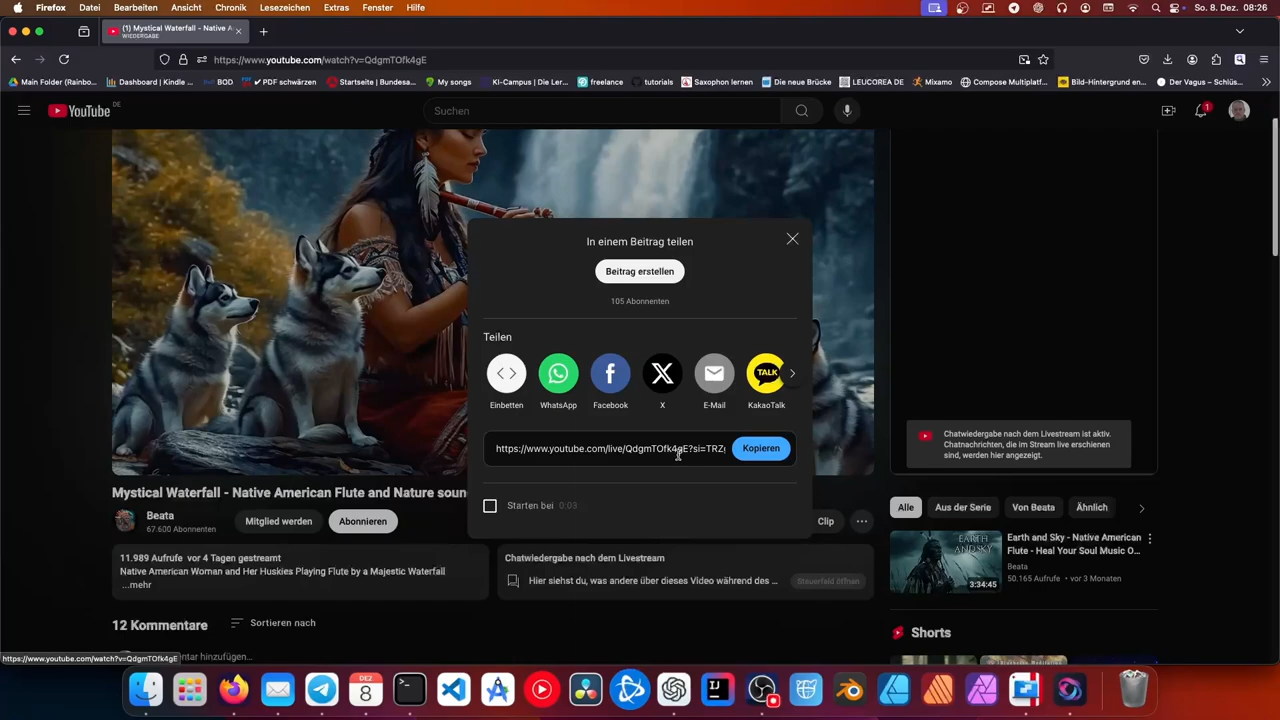 Firefox Ablage Bearbeiten Ansicht Chronik Lesezeichen Extras Fenster Hilfe So. 8. Dez. 08:26
(1) Mystical Waterfall - Native A
WIEDERGABE
https://www.youtube.com/watch?v=QdgmTOfk4gE
Main Folder (Rainbo... Dashboard | Kindle ... BOD ✔ PDF schwärzen Startseite | Bundesa... My songs KI-Campus | Die Ler... freelance tutorials Saxophon lernen Die neue Brücke LEUCOREA DE Mixamo Compose Multiplatf... Bild-Hintergrund en... Der Vagus – Schlüs...
YouTube DE
Suchen
1
In einem Beitrag teilen
Beitrag erstellen
105 Abonnenten
Teilen
TALK
Einbetten WhatsApp Facebook X E-Mail KakaoTalk
https://www.youtube.com/live/QdgmTOfk4gE?si=TRZ
Kopieren
Starten bei 0:03
Chatwiedergabe nach dem Livestream ist aktiv.
Chatnachrichten, die im Stream live erschienen
sind, werden hier angezeigt.
Mystical Waterfall - Native American Flute and Nature soun
Beata
67.600 Abonnenten
Mitglied werden
Abonnieren
Clip
11.989 Aufrufe vor 4 Tagen gestreamt
Native American Woman and Her Huskies Playing Flute by a Majestic Waterfall
...mehr
Chatwiedergabe nach dem Livestream
Hier siehst du, was andere über dieses Video während des ...
Steuerfeld öffnen
12 Kommentare
Sortieren nach
entar hinzufügen...
Alle Aus der Serie Von Beata Ähnlich
EARTH
AND SKY
3:34:45
Earth and Sky - Native American
Flute - Heal Your Soul Music O...
Beata
50.165 Aufrufe • vor 3 Monaten
Shorts
https://www.youtube.com/watch?v=QdgmTOfk4gE
DEZ
8
IJ